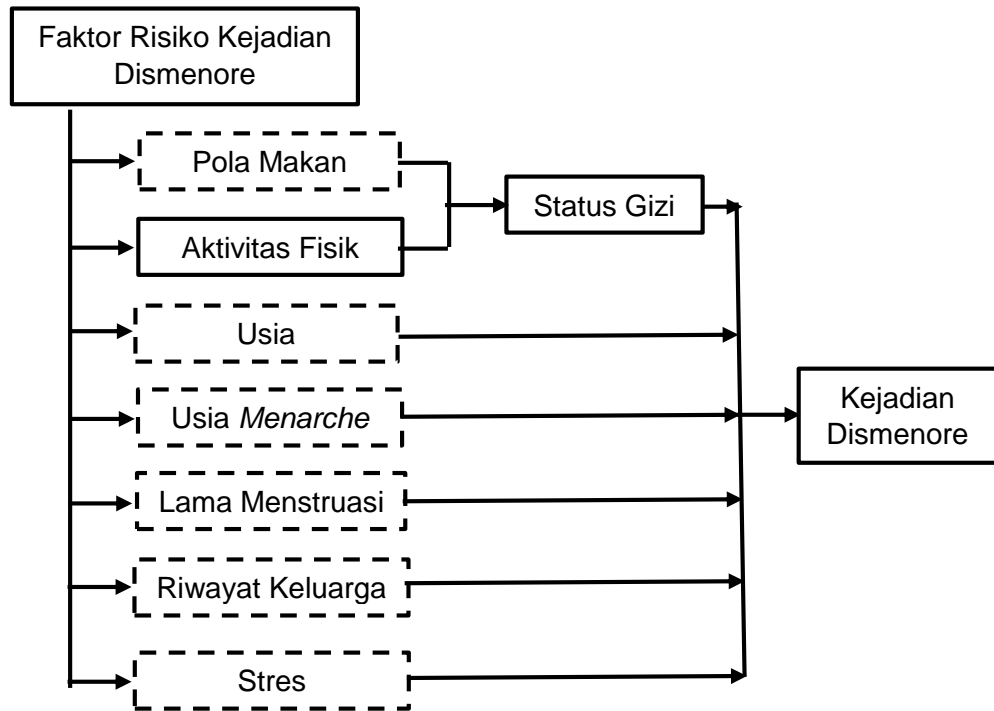 Faktor Risiko Kejadian
Dismenore
Pola Makan
Status Gizi
Aktivitas Fisik
Usia
Usia Menarche
Kejadian
Dismenore
Lama Menstruasi
Riwayat Keluarga
Stres